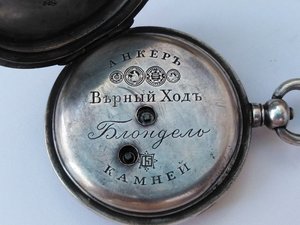 АНКЕРЪ
Вѣрный Ходъ
Блондель
15
КАМНЕЙ